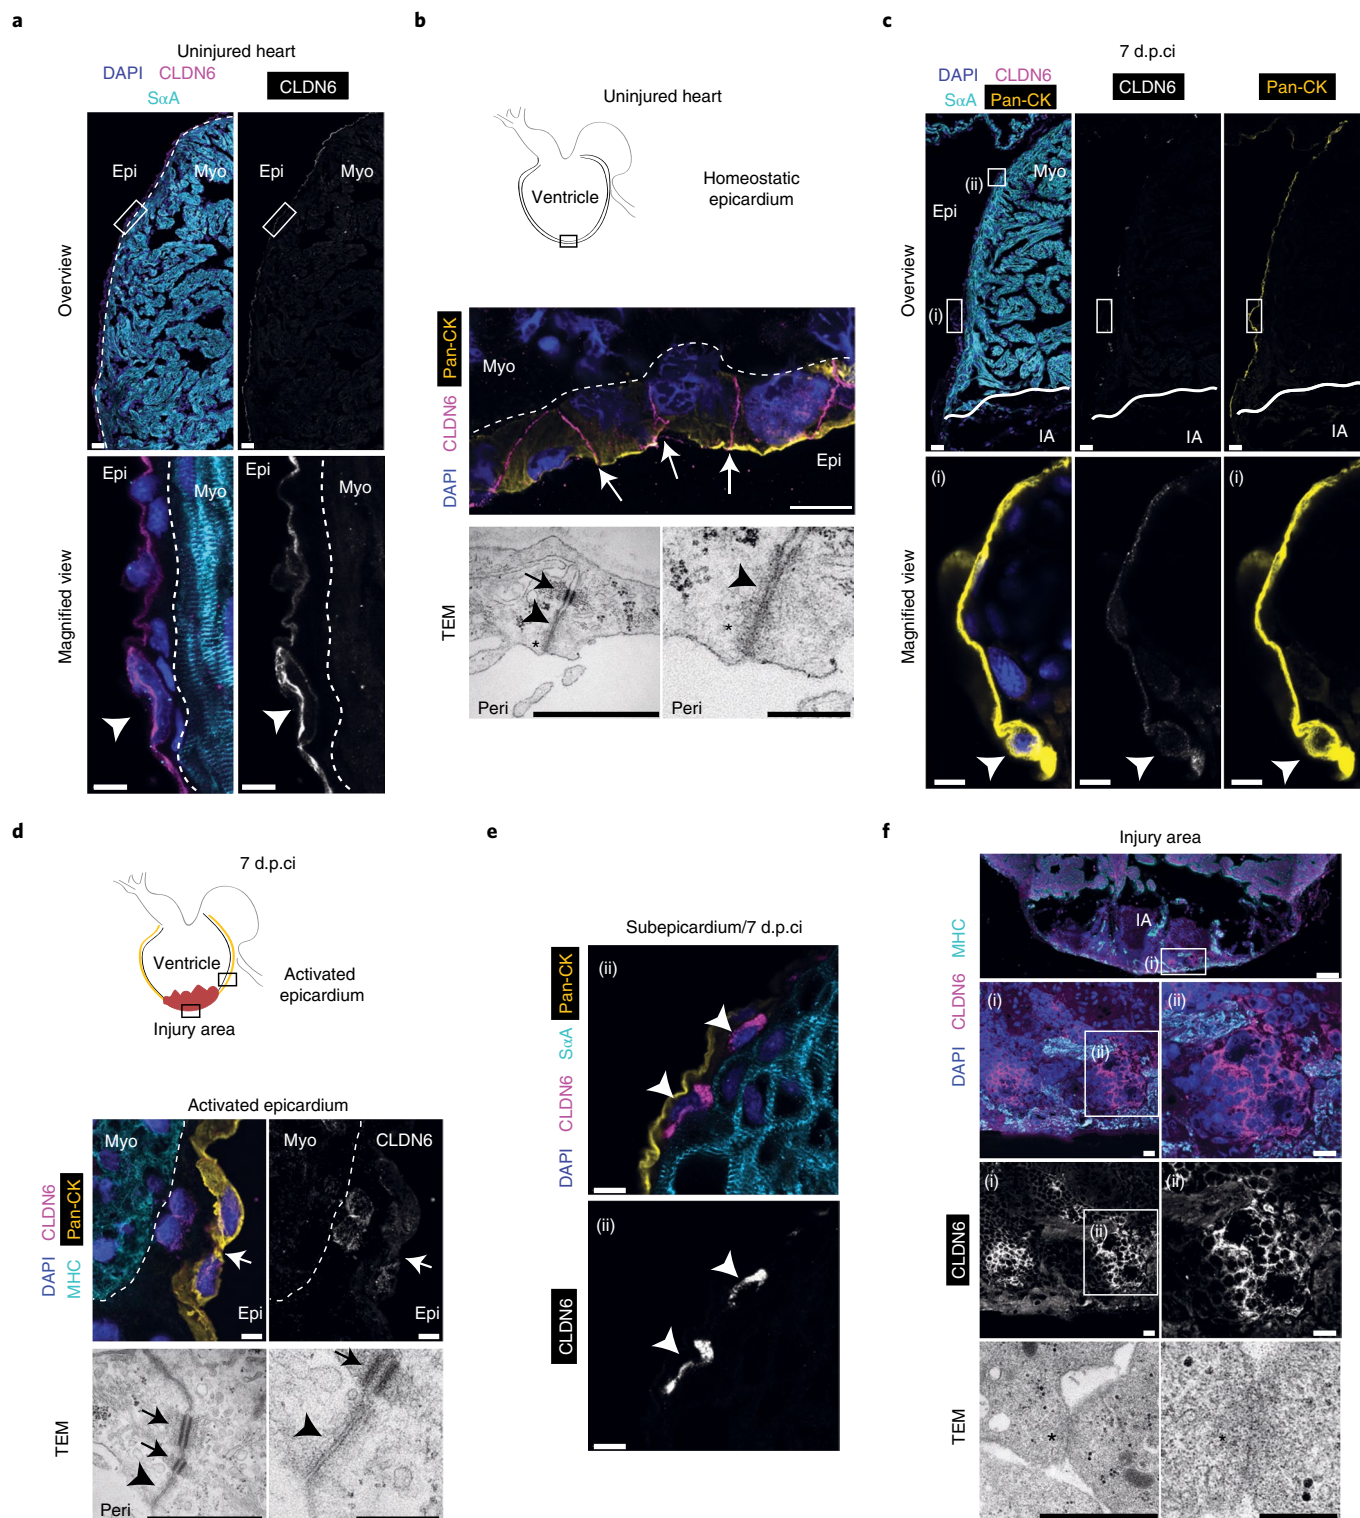 a
Uninjured heart
DAPI CLDN6
SαA
CLDN6
Overview
Epi
Myo
Epi
Myo
Magnified view
Epi
Myo
Epi
Myo
b
Uninjured heart
Ventricle
Homeostatic
epicardium
DAPI CLDN6 Pan-CK
Myo
Epi
TEM
*
Peri
*
Peri
c
7 d.p.ci
DAPI CLDN6
SαA Pan-CK
CLDN6
Pan-CK
Overview
(ii)
Myo
Epi
(i)
IA
IA
IA
Magnified view
(i)
(i)
d
7 d.p.ci
Ventricle
Activated
epicardium
Injury area
Activated epicardium
DAPI CLDN6
MHC Pan-CK
Myo
Epi
Myo
CLDN6
Epi
TEM
Peri
e
Subepicardium/7 d.p.ci
DAPI CLDN6 SαA Pan-CK
(ii)
CLDN6
(ii)
f
Injury area
DAPI CLDN6 MHC
IA
(i)
(i)
(ii)
(ii)
CLDN6
(i)
(ii)
(ii)
TEM
*
*